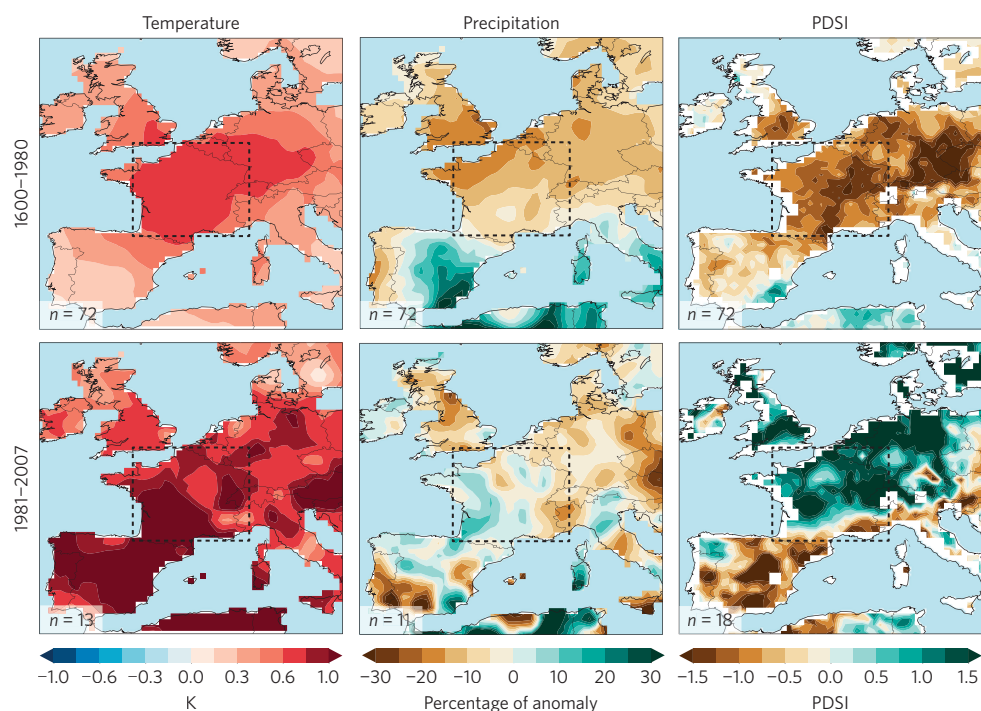 Temperature Precipitation PDSI
1600–1980
n = 72 n = 72 n = 72
1981–2007
n = 13 n = 11 n = 18
−1.0 −0.6 −0.3 0.0 0.3 0.6 1.0 −30 −20 −10 0 10 20 30 −1.5 −1.0 −0.5 0.0 0.5 1.0 1.5
K Percentage of anomaly PDSI